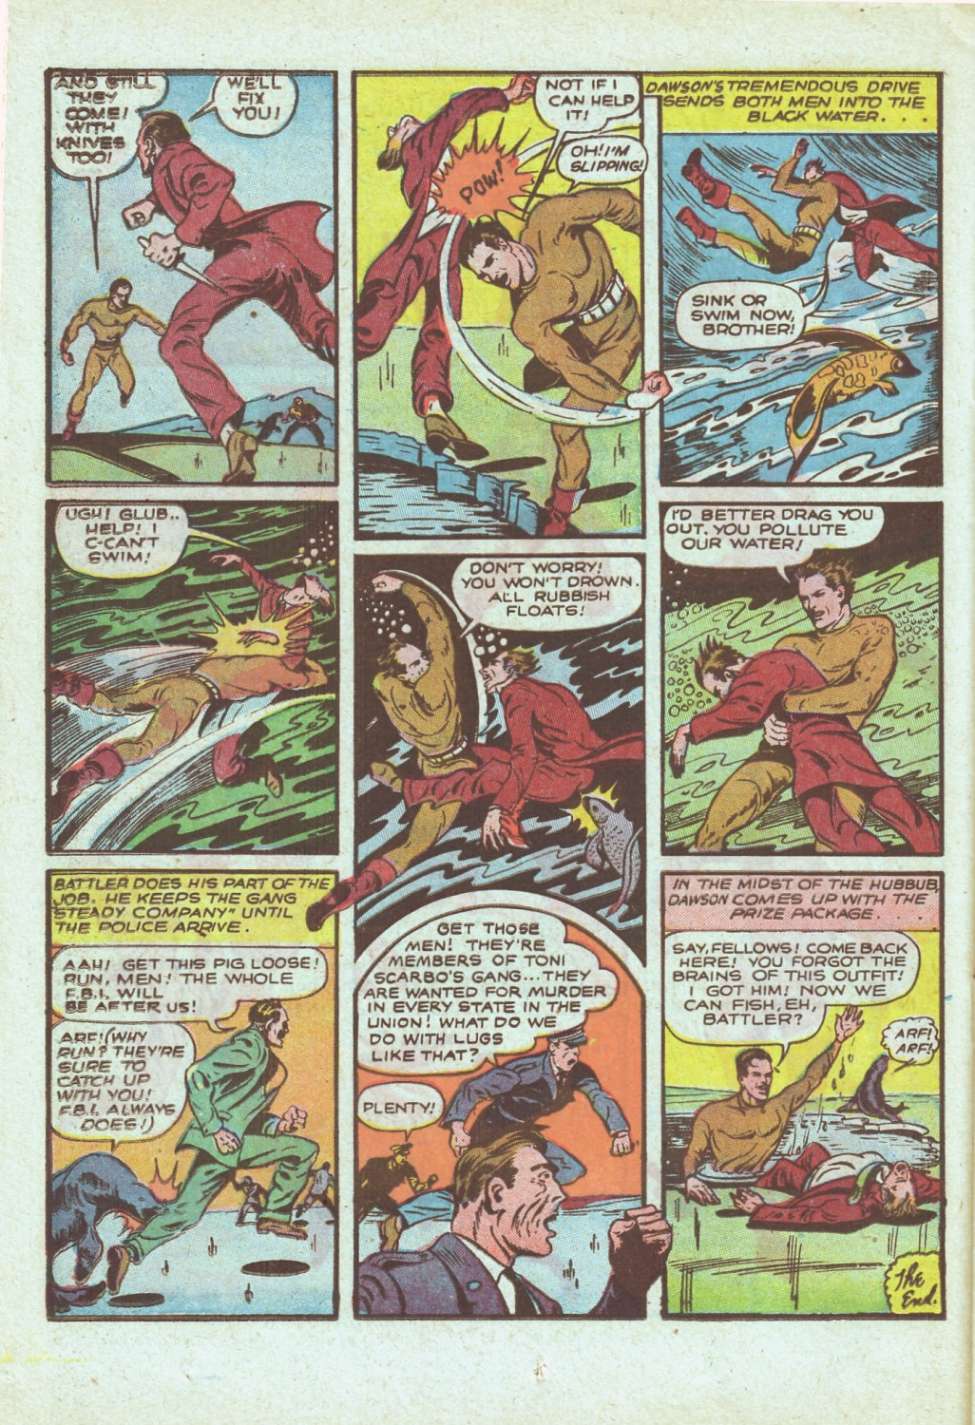 AND STILL
THEY
COME!
WITH
KNIVES
TOO!
WE'LL
FIX
YOU!
NOT IF I
CAN HELP
IT!
OH! I'M
SLIPPING!
POW!
DAWSON'S TREMENDOUS DRIVE
SENDS BOTH MEN INTO THE
BLACK WATER. . .
SINK OR
SWIM NOW,
BROTHER!
UGH! GLUB..
HELP! I
C-CAN'T
SWIM!
DON'T WORRY!
YOU WON'T DROWN.
ALL RUBBISH
FLOATS!
I'D BETTER DRAG YOU
OUT. YOU POLLUTE
OUR WATER!
BATTLER DOES HIS PART OF THE
JOB. HE KEEPS THE GANG
STEADY COMPANY" UNTIL
THE POLICE ARRIVE.
AAH! GET THIS PIG LOOSE!
RUN, MEN! THE WHOLE
F.B.I. WILL
BE AFTER US!
ARF! (WHY
RUN? THEY'RE
SURE TO
CATCH UP
WITH YOU!
F.B.I. ALWAYS
DOES!)
GET THOSE
MEN! THEY'RE
MEMBERS OF TONI
SCARBO'S GANG...THEY
ARE WANTED FOR MURDER
IN EVERY STATE IN THE
UNION! WHAT DO WE
DO WITH LUGS
LIKE THAT?
PLENTY!
IN THE MIDST OF THE HUBBUB,
DAWSON COMES UP WITH THE
PRIZE PACKAGE. . .
SAY, FELLOWS! COME BACK
HERE! YOU FORGOT THE
BRAINS OF THIS OUTFIT!
I GOT HIM! NOW WE
CAN FISH, EH,
BATTLER?
ARF!
ARF!
The
End.